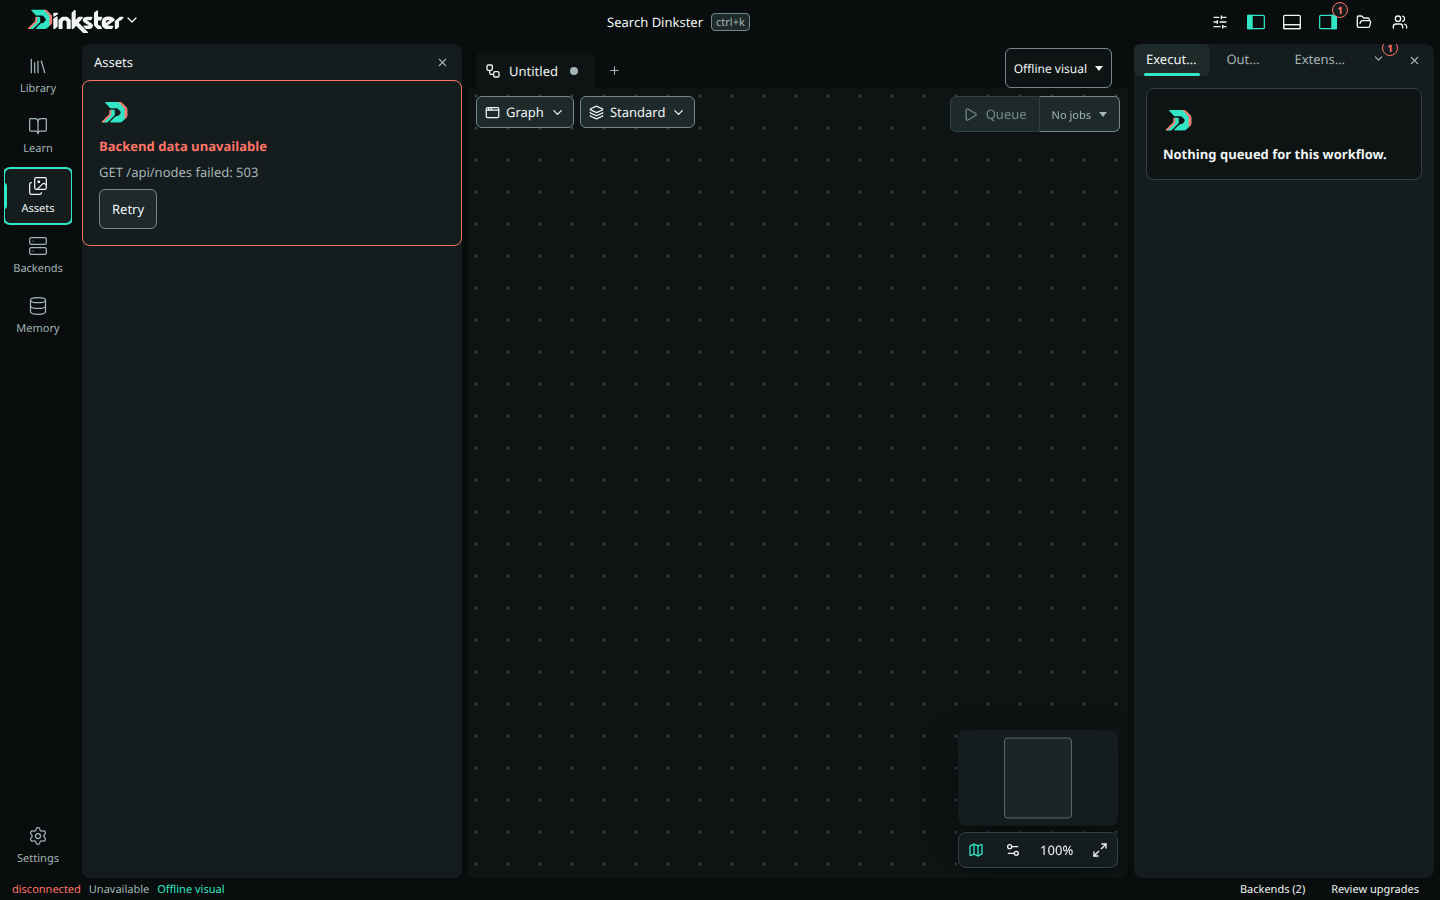 Dinkster
Search Dinkster ctrl+k
1
Library
Learn
Assets
Backends
Memory
Settings
Assets
Backend data unavailable
GET /api/nodes failed: 503
Retry
Untitled
Offline visual
Graph
Standard
Queue
No jobs
100%
Execut...
Out...
Extens...
1
Nothing queued for this workflow.
disconnected Unavailable Offline visual
Backends (2) Review upgrades